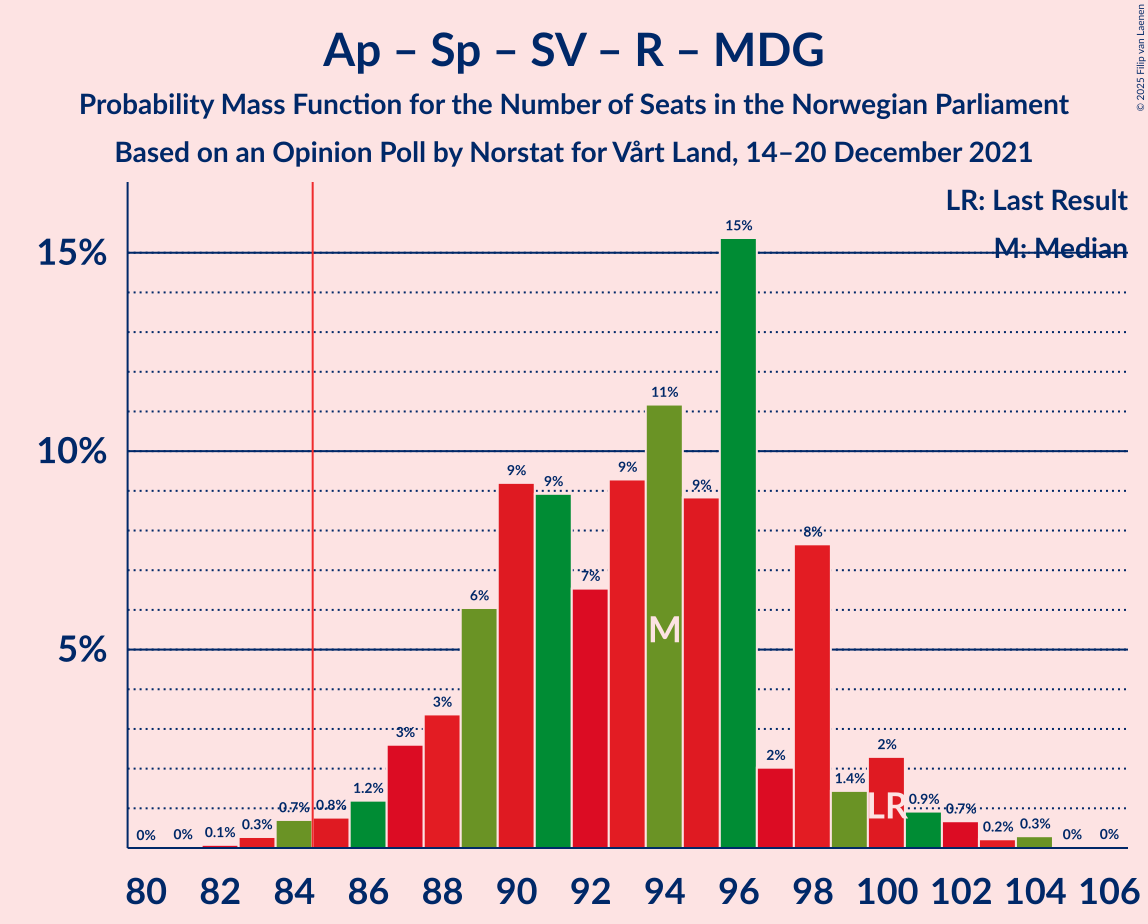 Ap – Sp – SV – R – MDG
Probability Mass Function for the Number of Seats in the Norwegian Parliament
Based on an Opinion Poll by Norstat for Vårt Land, 14–20 December 2021
© 2025 Filip van Laenen
LR: Last Result
M: Median
15%
10%
5%
0% 0% 0.1% 0.3% 0.7% 0.8% 1.2% 3% 3% 6% 9% 9% 7% 9% 11% 9% 15% 2% 8% 1.4% 2% 0.9% 0.7% 0.2% 0.3% 0% 0%
M
LR
80 82 84 86 88 90 92 94 96 98 100 102 104 106